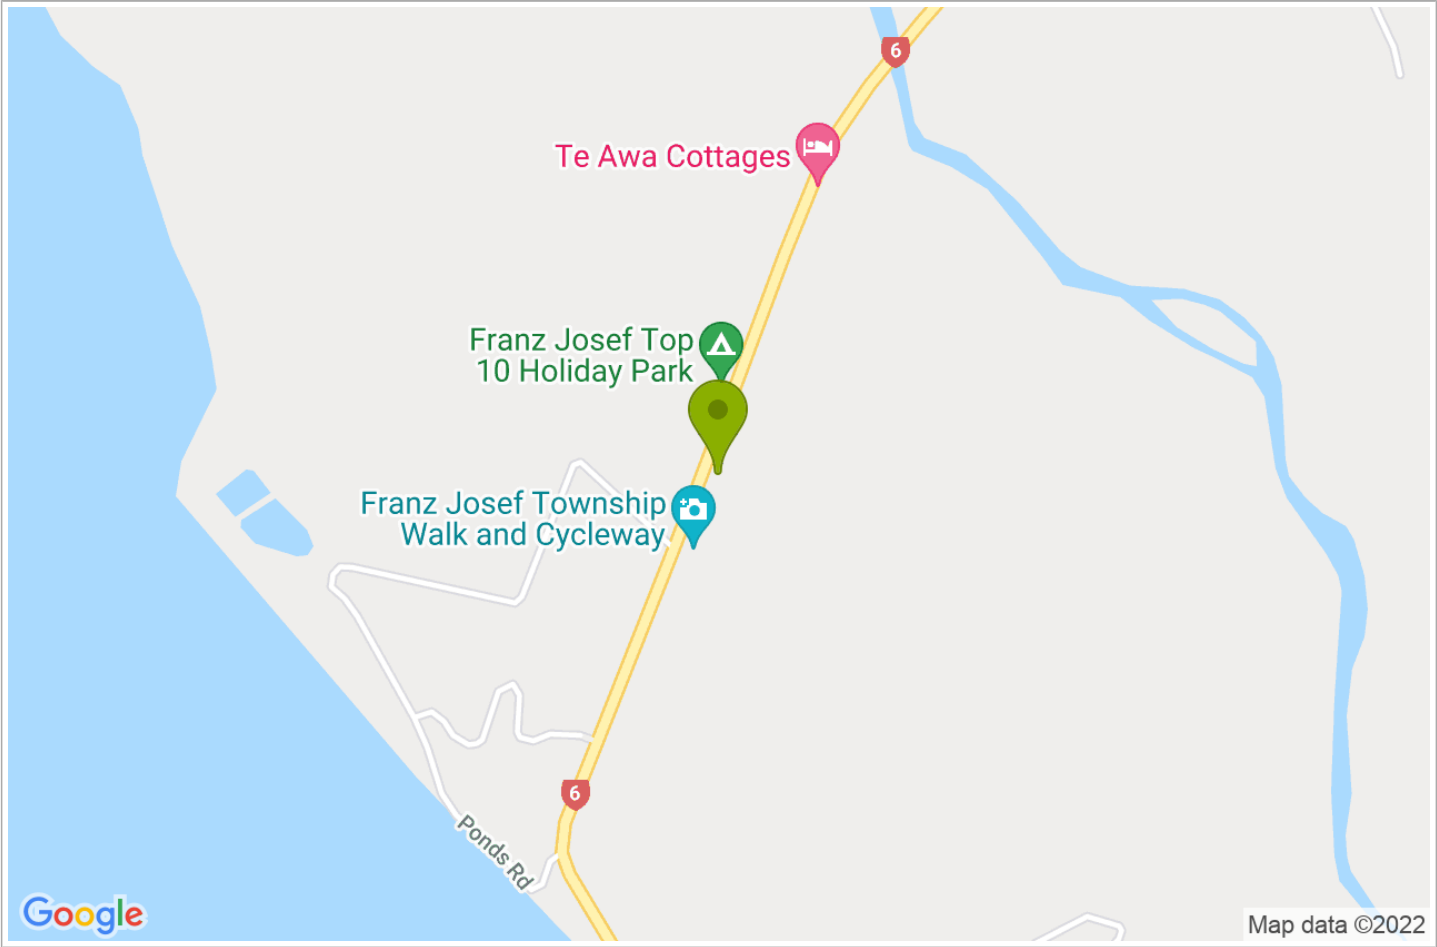 6
Te Awa Cottages
Franz Josef Top
10 Holiday Park
Franz Josef Township
Walk and Cycleway
6
Ponds Rd
Google
Map data ©2022